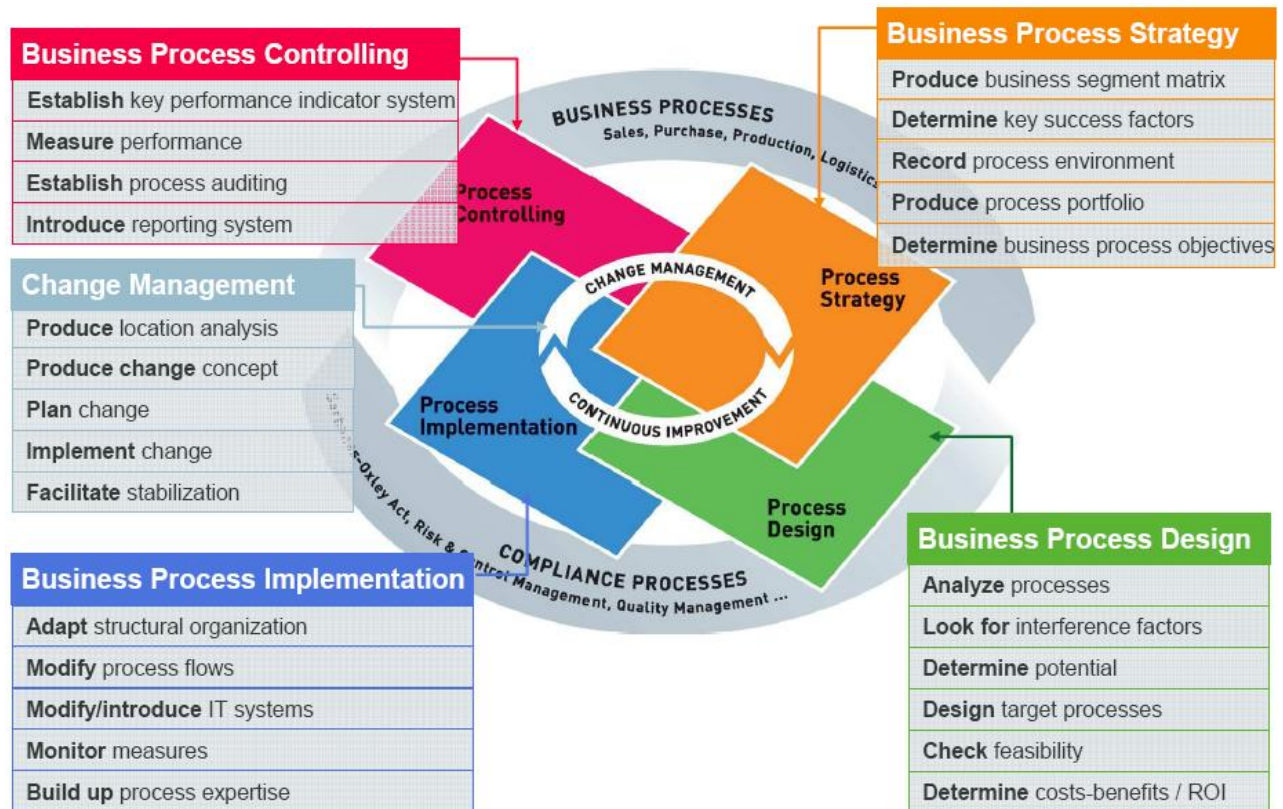 Business Process Controlling
Establish key performance indicator system
Measure performance
Establish process auditing
Introduce reporting system
Business Process Strategy
Produce business segment matrix
Determine key success factors
Record process environment
Produce process portfolio
Determine business process objectives
BUSINESS PROCESSES
Sales, Purchase, Production, Logistics
Process
Controlling
Process
Strategy
CHANGE MANAGEMENT
CONTINUOUS IMPROVEMENT
Process
Implementation
Process
Design
COMPLIANCE PROCESSES
-Oxley Act, Risk & Control Management, Quality Management ...
Change Management
Produce location analysis
Produce change concept
Plan change
Implement change
Facilitate stabilization
Business Process Implementation
Adapt structural organization
Modify process flows
Modify/introduce IT systems
Monitor measures
Build up process expertise
Business Process Design
Analyze processes
Look for interference factors
Determine potential
Design target processes
Check feasibility
Determine costs-benefits / ROI